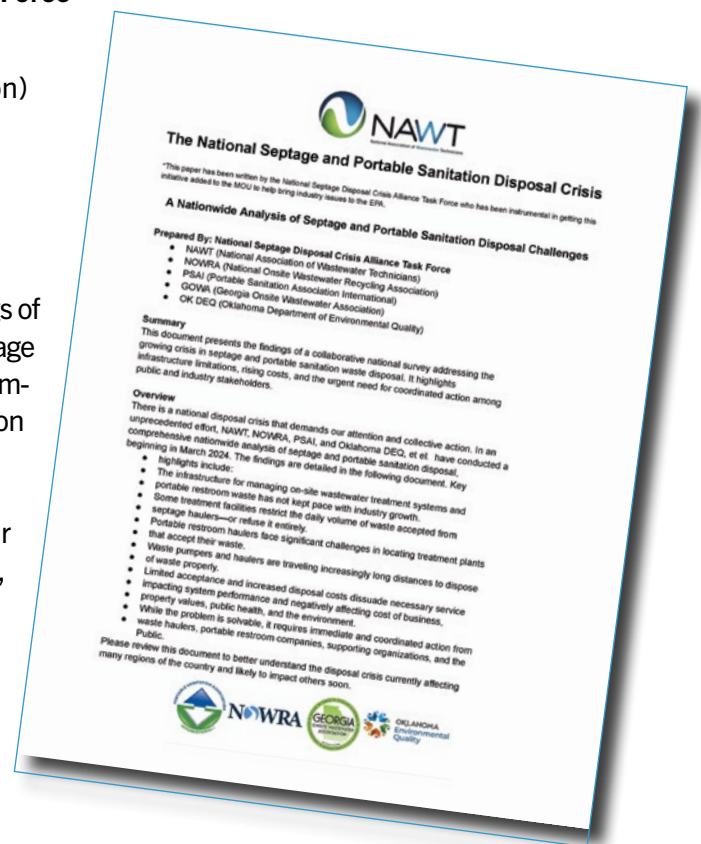 orce
on)
gs of
age
m-
on
r
,
NAWT
National Association of Wastewater Technicians
The National Septage and Portable Sanitation Disposal Crisis
"This paper has been written by the National Septage Disposal Crisis Alliance Task Force who has been instrumental in getting this
initiative added to the MOU to help bring industry issues to the EPA.
A Nationwide Analysis of Septage and Portable Sanitation Disposal Challenges
Prepared By: National Septage Disposal Crisis Alliance Task Force
• NAWT (National Association of Wastewater Technicians)
• NOWRA (National Onsite Wastewater Recycling Association)
• PSAI (Portable Sanitation Association International)
• GOWA (Georgia Onsite Wastewater Association)
• OK DEQ (Oklahoma Department of Environmental Quality)
Summary
This document presents the findings of a collaborative national survey addressing the
growing crisis in septage and portable sanitation waste disposal. It highlights
infrastructure limitations, rising costs, and the urgent need for coordinated action among
public and industry stakeholders.
Overview
There is a national disposal crisis that demands our attention and collective action. In an
unprecedented effort, NAWT, NOWRA, PSAI, and Oklahoma DEQ, et el. have conducted a
comprehensive nationwide analysis of septage and portable sanitation disposal,
beginning in March 2024. The findings are detailed in the following document. Key
• highlights include:
• The infrastructure for managing on-site wastewater treatment systems and
• portable restroom waste has not kept pace with industry growth.
• Some treatment facilities restrict the daily volume of waste accepted from
• septage haulers—or refuse it entirely.
• Portable restroom haulers face significant challenges in locating treatment plants
• that accept their waste.
• Waste pumpers and haulers are traveling increasingly long distances to dispose
• of waste properly.
• Limited acceptance and increased disposal costs dissuade necessary service
• impacting system performance and negatively affecting cost of business,
• property values, public health, and the environment.
• While the problem is solvable, it requires immediate and coordinated action from
• waste haulers, portable restroom companies, supporting organizations, and the
Public.
Please review this document to better understand the disposal crisis currently affecting
many regions of the country and likely to impact others soon.
NOWRA
GEORGIA
OKLAHOMA
Environmental
Quality